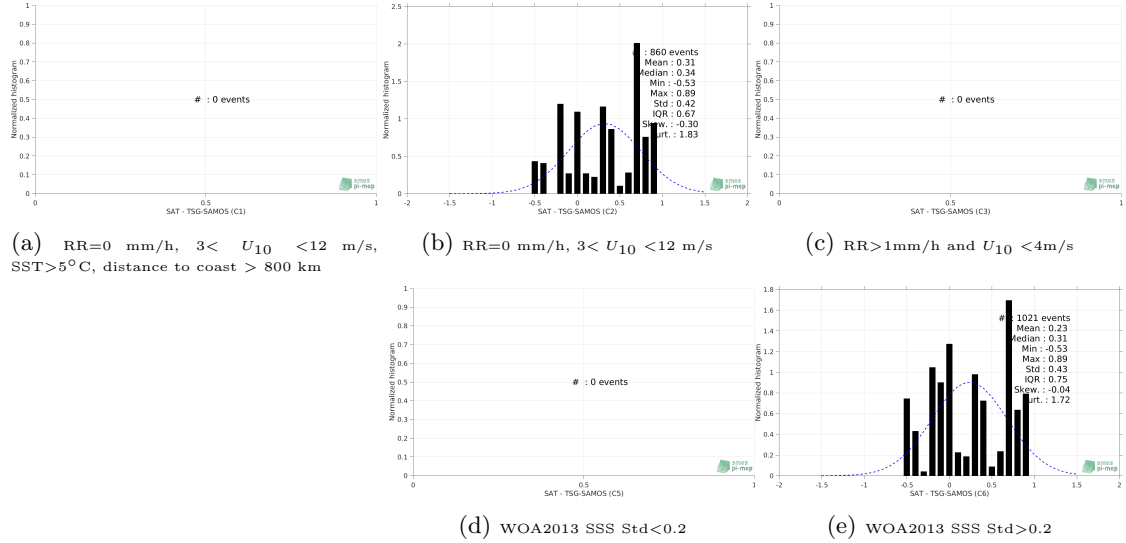 1
0.9
0.8
0.7
0.6
0.5
0.4
0.3
0.2
0.1
0
Normalized histogram
# : 0 events
smos
pi-mep
0 0.5 1
SAT - TSG-SAMOS (C1)
(a) RR=0 mm/h, 3< U10 <12 m/s,
SST>5°C, distance to coast > 800 km
2.5
2
1.5
1
0.5
0
Normalized histogram
: 860 events
Mean : 0.31
Median : 0.34
Min : -0.53
Max : 0.89
Std : 0.42
IQR : 0.67
Skew. : -0.30
urt. : 1.83
smos
pi-mep
-2 -1.5 -1 -0.5 0 0.5 1 1.5 2
SAT - TSG-SAMOS (C2)
(b) RR=0 mm/h, 3< U10 <12 m/s
1
0.9
0.8
0.7
0.6
0.5
0.4
0.3
0.2
0.1
0
Normalized histogram
# : 0 events
smos
pi-mep
0 0.5 1
SAT - TSG-SAMOS (C3)
(c) RR>1mm/h and U10 <4m/s
1
0.9
0.8
0.7
0.6
0.5
0.4
0.3
0.2
0.1
0
Normalized histogram
# : 0 events
smos
pi-mep
0 0.5 1
SAT - TSG-SAMOS (C5)
(d) WOA2013 SSS Std<0.2
1.8
1.6
1.4
1.2
1
0.8
0.6
0.4
0.2
0
Normalized histogram
# : 1021 events
Mean : 0.23
Median : 0.31
Min : -0.53
Max : 0.89
Std : 0.43
IQR : 0.75
Skew. : -0.04
urt. : 1.72
smos
pi-mep
-2 -1.5 -1 -0.5 0 0.5 1 1.5 2
SAT - TSG-SAMOS (C6)
(e) WOA2013 SSS Std>0.2